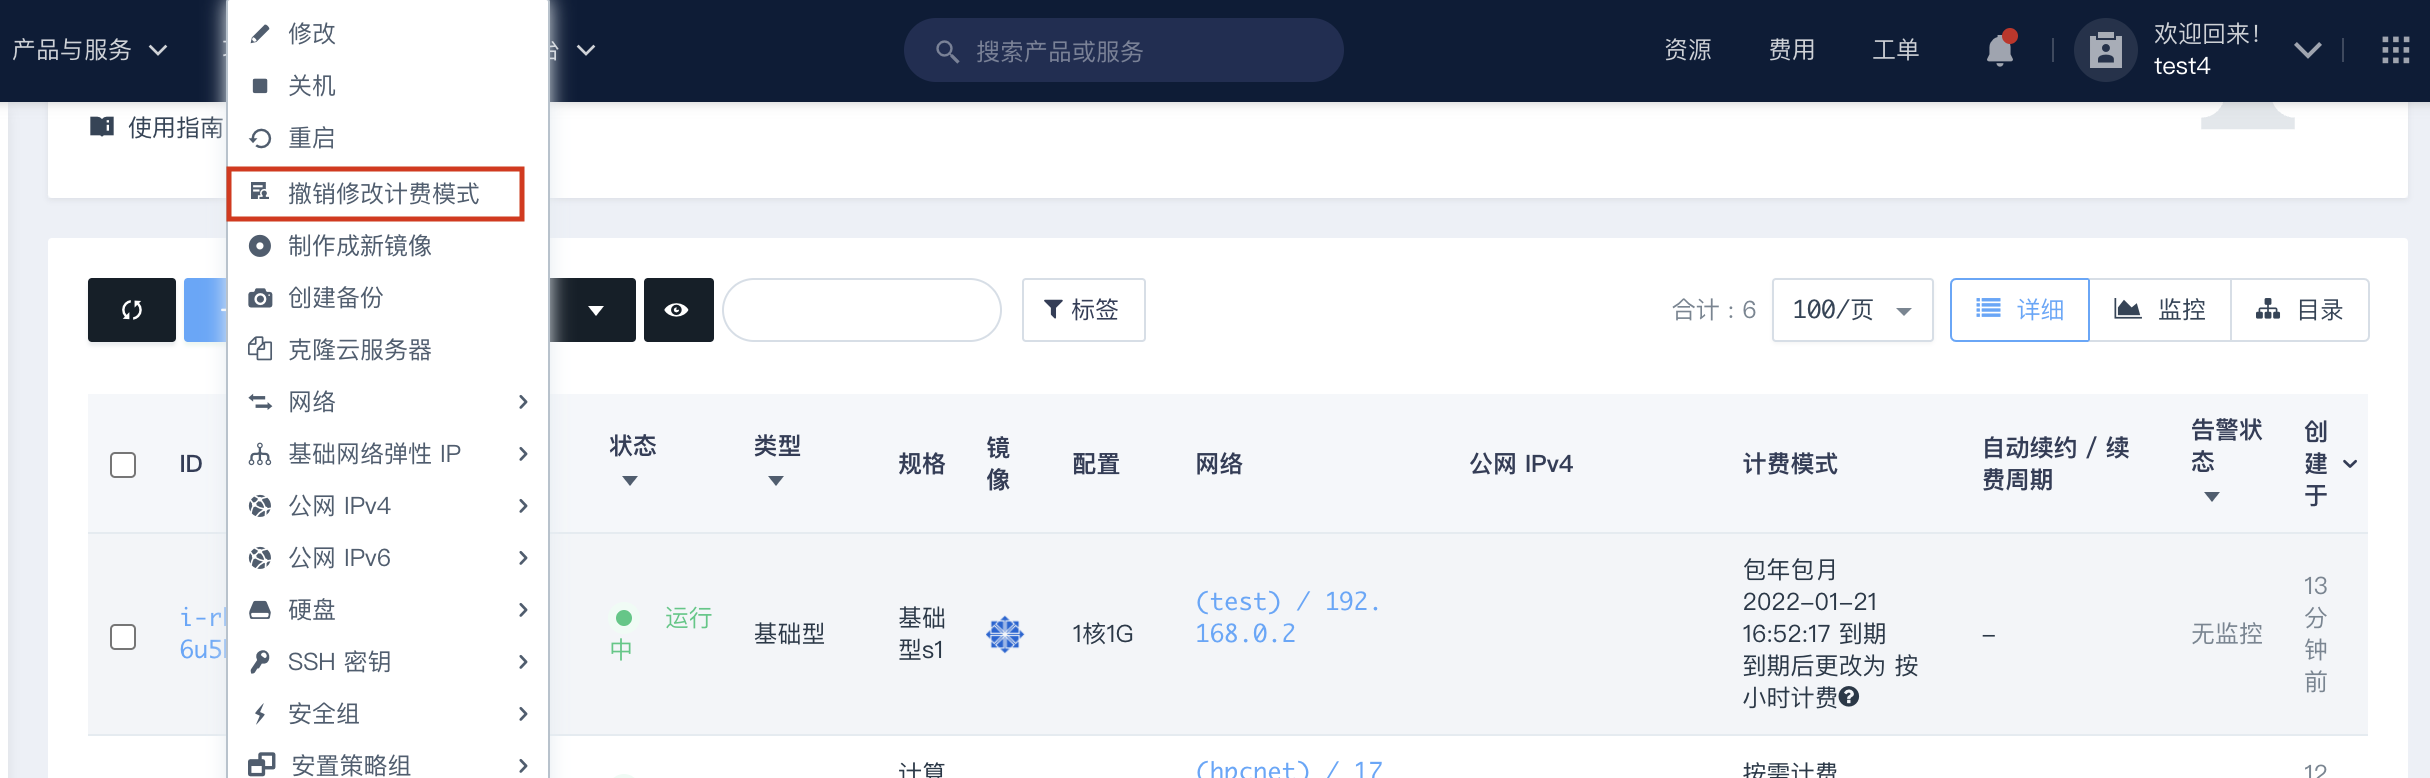 产品与服务
台
搜索产品或服务
资源
费用
工单
欢迎回来！
test4
使用指南
修改
关机
重启
撤销修改计费模式
制作成新镜像
创建备份
克隆云服务器
网络
基础网络弹性 IP
公网 IPv4
公网 IPv6
硬盘
SSH 密钥
安全组
安置策略组
标签
合计：6
100/页
详细
监控
目录
ID
状态
类型
规格
镜
像
配置
网络
公网 IPv4
计费模式
自动续约 / 续
费周期
告警状
态
创
建
于
i-r
6u5
运行
中
基础型
基础
型s1
1核1G
(test) / 192.
168.0.2
包年包月
2022-01-21
16:52:17 到期
到期后更改为 按
小时计费
–
无监控
13
分
钟
前
计算
(hpcnet) / 17
按需计费
12